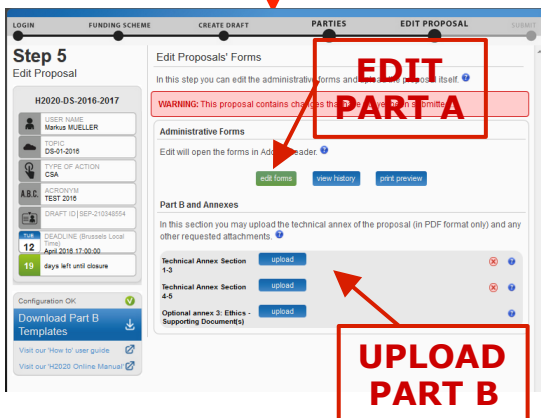 LOGIN
FUNDING SCHEME
CREATE DRAFT
PARTIES
EDIT PROPOSAL
SUBMIT
Step 5
Edit Proposal
H2020-DS-2016-2017
USER NAME
Markus MUELLER
TOPIC
DS-01-2016
TYPE OF ACTION
CSA
A.B.C.
ACRONYM
TEST 2016
DRAFT ID|SEP-210348554
TUE
12
DEADLINE (Brussels Local
Time)
April 2016 17:00:00
19
days left until closure
Configuration OK
Download Part B
Templates
Visit our 'How to' user guide
Visit our 'H2020 Online Manual'
Edit Proposals' Forms
In this step you can edit the administrative forms and upload the proposal itself.
WARNING: This proposal contains changes that have
Administrative Forms
Edit will open the forms in Adobe Reader.
edit forms
view history
print preview
Part B and Annexes
In this section you may upload the technical annex of the proposal (in PDF format only) and any
other requested attachments.
Technical Annex Section
1-3
upload
Technical Annex Section
4-5
upload
Optional annex 3: Ethics -
Supporting Document(s)
upload
EDIT
PART A
UPLOAD
PART B